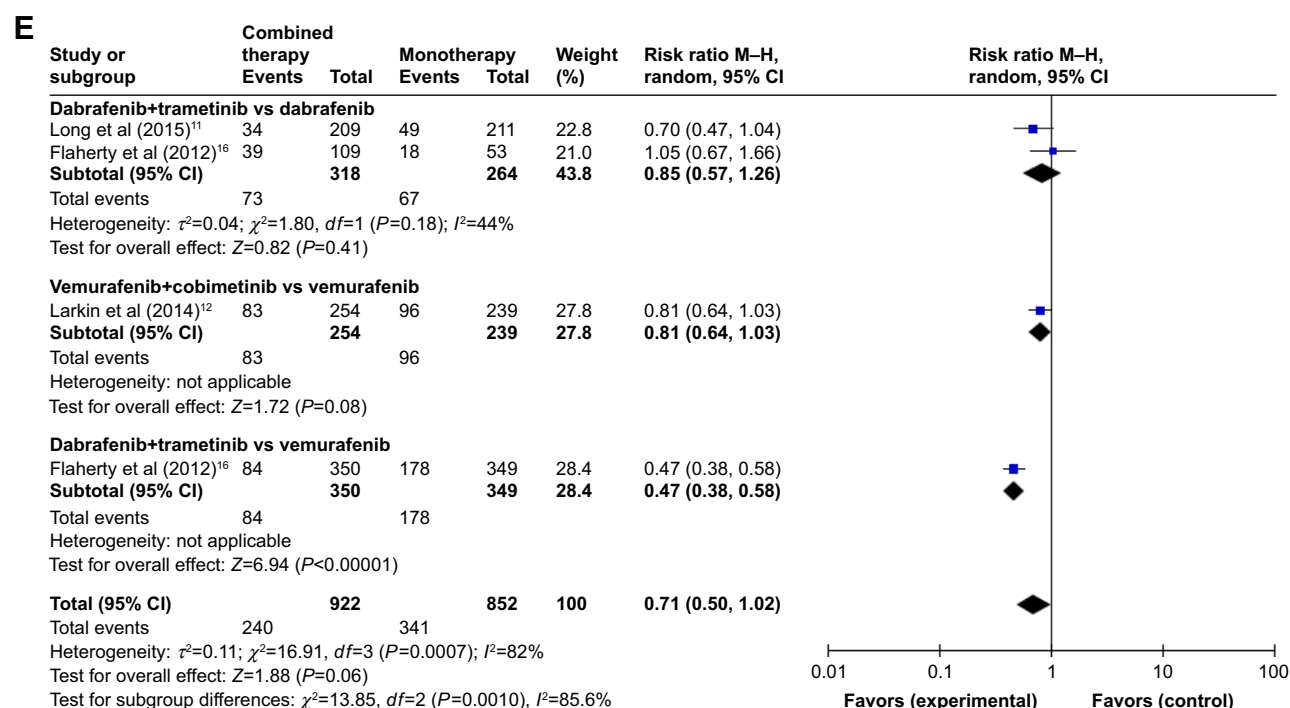 E
Combined
Study or therapy Monotherapy Weight Risk ratio M–H, Risk ratio M–H,
subgroup Events Total Events Total (%) random, 95% CI random, 95% CI
Dabrafenib+trametinib vs dabrafenib
Long et al (2015)¹¹ 34 209 49 211 22.8 0.70 (0.47, 1.04)
Flaherty et al (2012)¹⁶ 39 109 18 53 21.0 1.05 (0.67, 1.66)
Subtotal (95% CI) 318 264 43.8 0.85 (0.57, 1.26)
Total events 73 67
Heterogeneity: τ²=0.04; χ²=1.80, df=1 (P=0.18); I²=44%
Test for overall effect: Z=0.82 (P=0.41)
Vemurafenib+cobimetinib vs vemurafenib
Larkin et al (2014)¹² 83 254 96 239 27.8 0.81 (0.64, 1.03)
Subtotal (95% CI) 254 239 27.8 0.81 (0.64, 1.03)
Total events 83 96
Heterogeneity: not applicable
Test for overall effect: Z=1.72 (P=0.08)
Dabrafenib+trametinib vs vemurafenib
Flaherty et al (2012)¹⁶ 84 350 178 349 28.4 0.47 (0.38, 0.58)
Subtotal (95% CI) 350 349 28.4 0.47 (0.38, 0.58)
Total events 84 178
Heterogeneity: not applicable
Test for overall effect: Z=6.94 (P<0.00001)
Total (95% CI) 922 852 100 0.71 (0.50, 1.02)
Total events 240 341
Heterogeneity: τ²=0.11; χ²=16.91, df=3 (P=0.0007); I²=82%
Test for overall effect: Z=1.88 (P=0.06)
Test for subgroup differences: χ²=13.85, df=2 (P=0.0010), I²=85.6%
0.01 0.1 1 10 100
Favors (experimental) Favors (control)